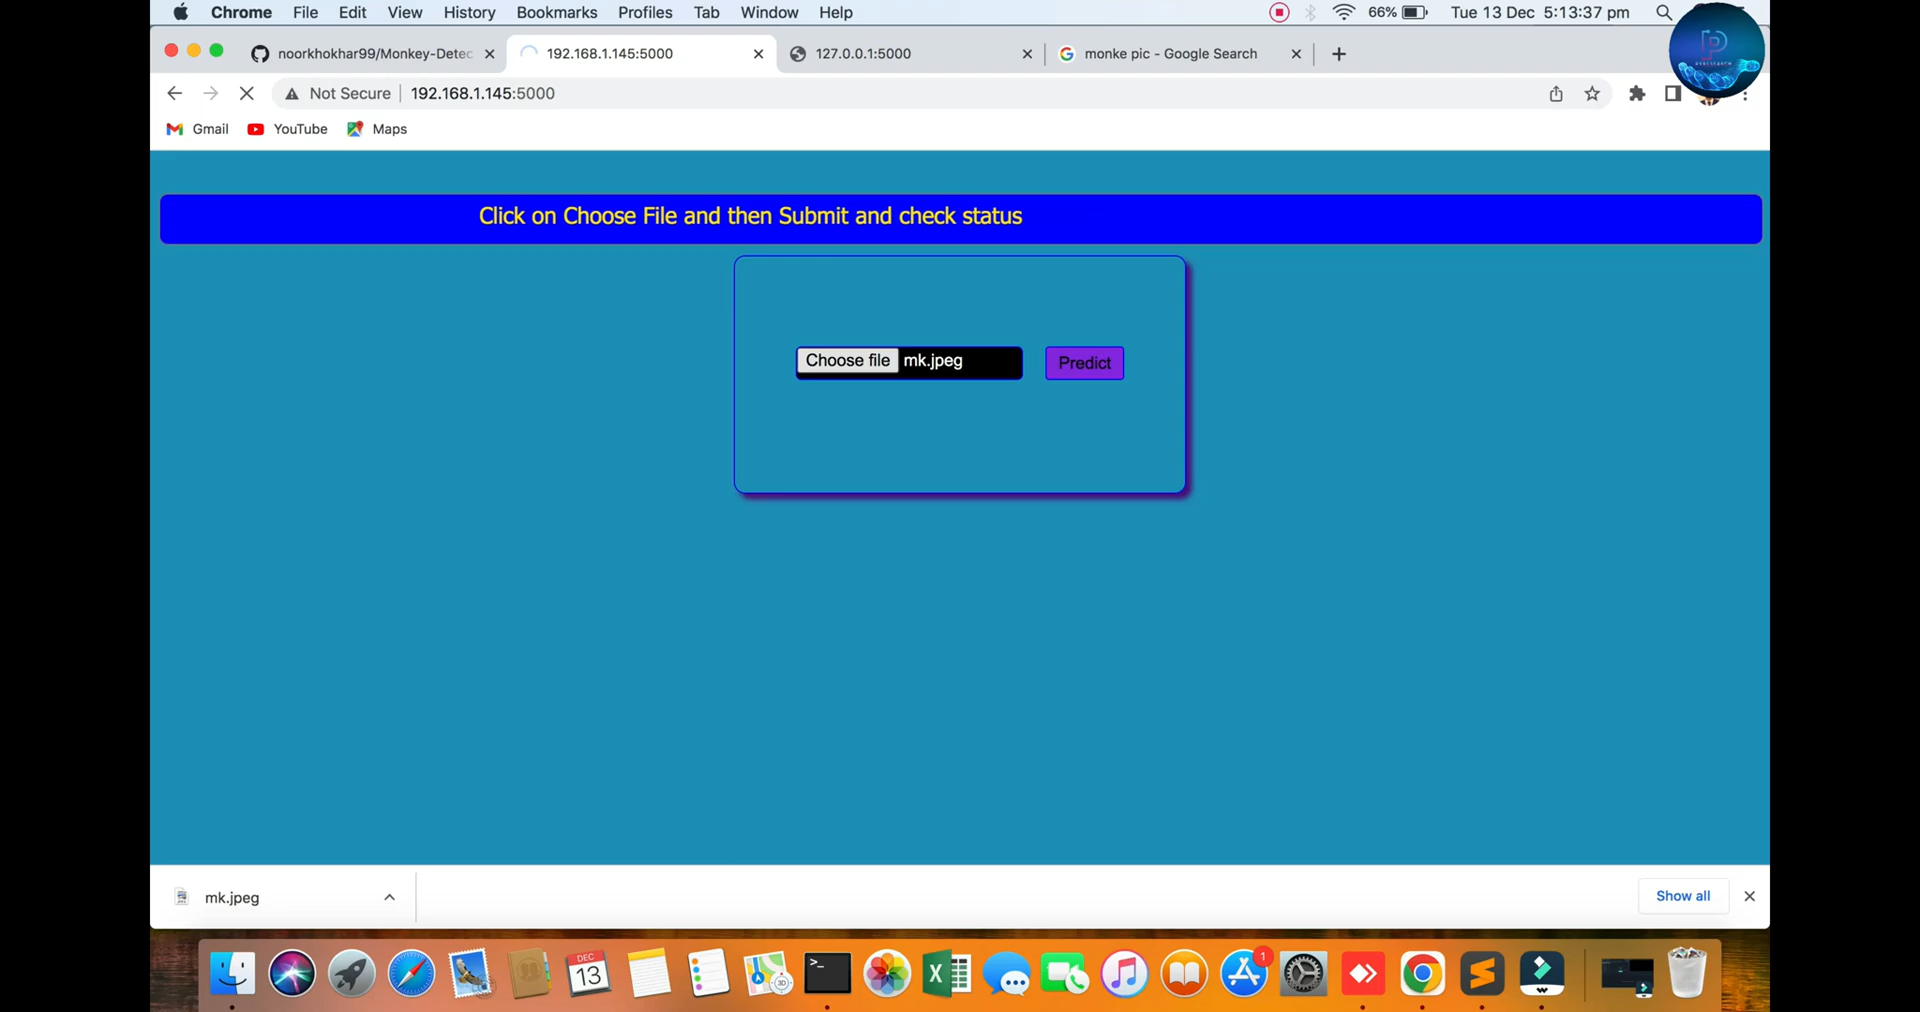 Chrome File Edit View History Bookmarks Profiles Tab Window Help 66% Tue 13 Dec 5:13:37 pm
noorkhokhar99/Monkey-Detec 192.168.1.145:5000 127.0.0.1:5000 monke pic - Google Search
Not Secure 192.168.1.145:5000
Gmail YouTube Maps
Click on Choose File and then Submit and check status
Choose file mk.jpeg Predict
mk.jpeg Show all
DEC
13
3D
1